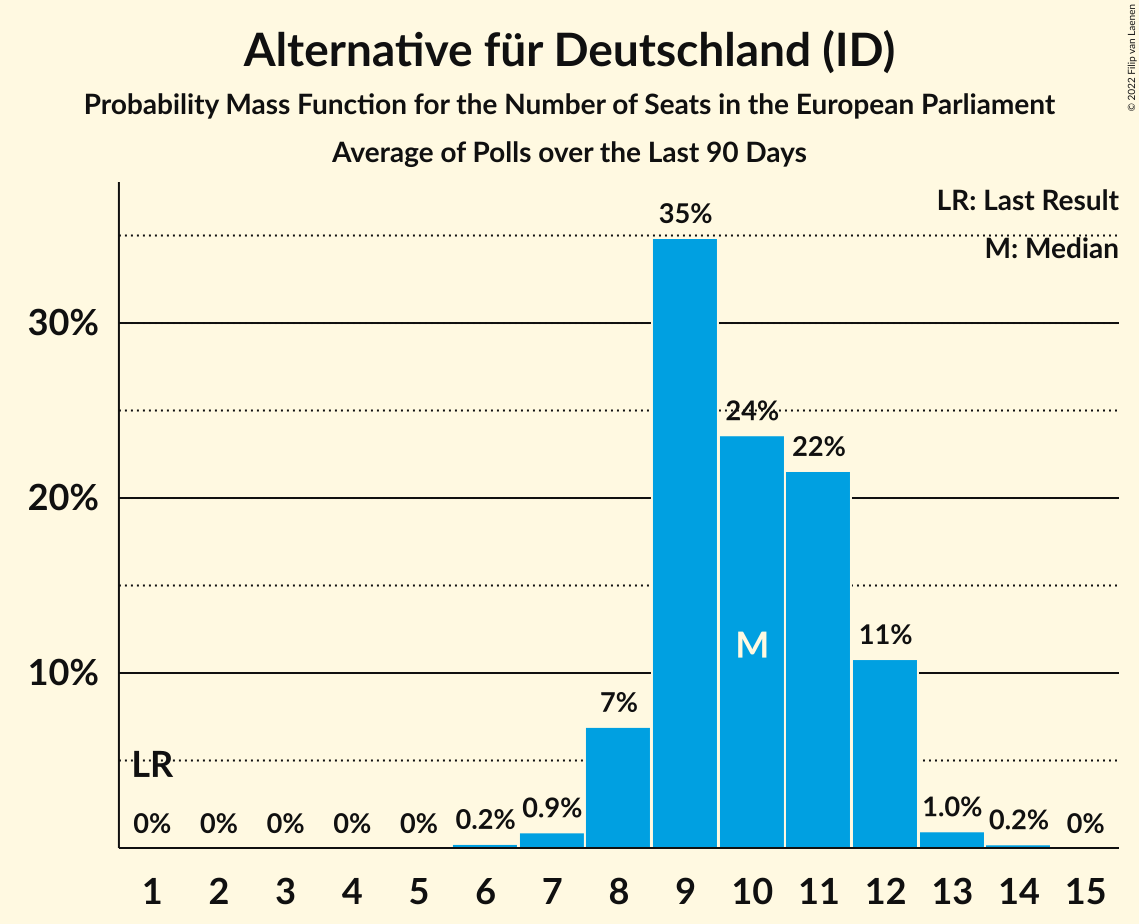 Alternative für Deutschland (ID)
Probability Mass Function for the Number of Seats in the European Parliament
Average of Polls over the Last 90 Days
© 2022 Filip van Laenen
LR: Last Result
M: Median
35%
30%
24%
22%
20%
M
11%
10%
7%
LR
0% 0% 0% 0% 0% 0.2% 0.9% 1.0% 0.2% 0%
1 2 3 4 5 6 7 8 9 10 11 12 13 14 15